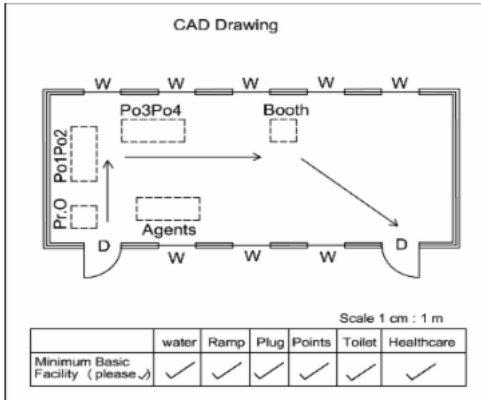 CAD Drawing
W W W W W
Po3Po4 Booth
Po1Po2
Pr.O
Agents
D D
W W W
Scale 1 cm : 1 m
water Ramp Plug Points Toilet Healthcare
Minimum Basic
Facility ( please ✓) ✓ ✓ ✓ ✓ ✓ ✓